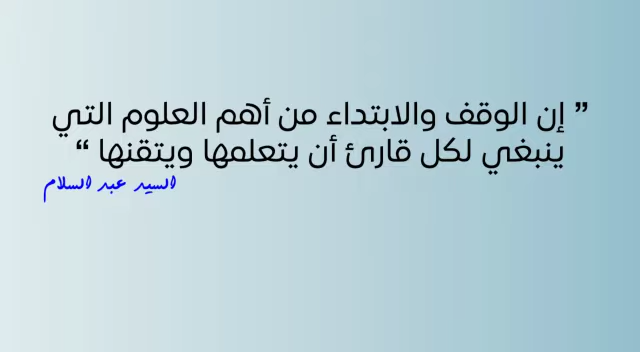 ” إن الوقف والابتداء من أهم العلوم التي
ينبغي لكل قارئ أن يتعلمها ويتقنها “
السيد عبد السلام